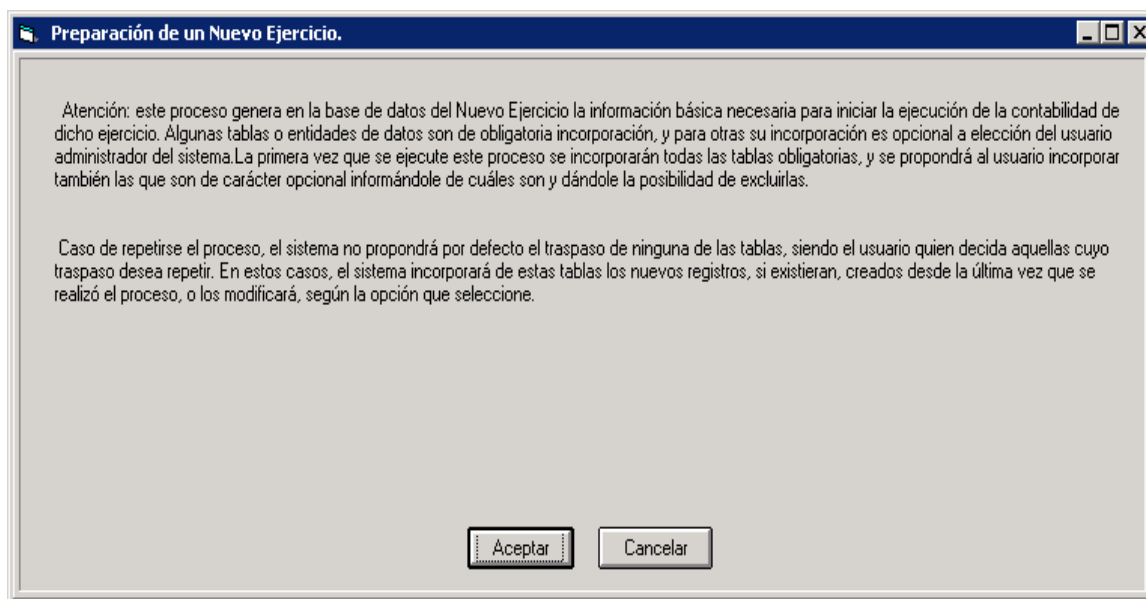 Preparación de un Nuevo Ejercicio.
Atención: este proceso genera en la base de datos del Nuevo Ejercicio la información básica necesaria para iniciar la ejecución de la contabilidad de
dicho ejercicio. Algunas tablas o entidades de datos son de obligatoria incorporación, y para otras su incorporación es opcional a elección del usuario
administrador del sistema.La primera vez que se ejecute este proceso se incorporarán todas las tablas obligatorias, y se propondrá al usuario incorporar
también las que son de carácter opcional informándole de cuáles son y dándole la posibilidad de excluirlas.
Caso de repetirse el proceso, el sistema no propondrá por defecto el traspaso de ninguna de las tablas, siendo el usuario quien decida aquellas cuyo
traspaso desea repetir. En estos casos, el sistema incorporará de estas tablas los nuevos registros, si existieran, creados desde la última vez que se
realizó el proceso, o los modificará, según la opción que seleccione.
Aceptar
Cancelar